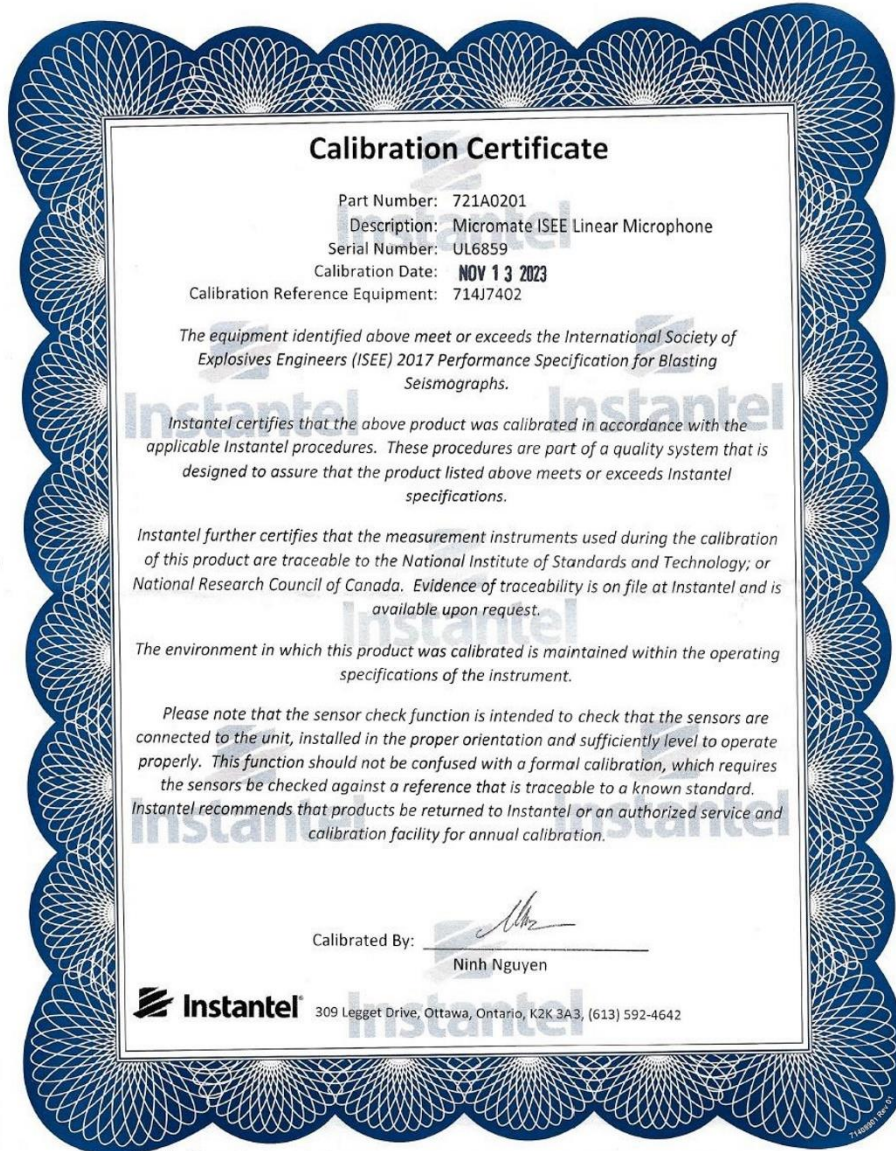 Calibration Certificate
Part Number: 721A0201
Description: Micromate ISEE Linear Microphone
Serial Number: UL6859
Calibration Date: NOV 13 2023
Calibration Reference Equipment: 714J7402
The equipment identified above meet or exceeds the International Society of
Explosives Engineers (ISEE) 2017 Performance Specification for Blasting
Seismographs.
Instantel certifies that the above product was calibrated in accordance with the
applicable Instantel procedures. These procedures are part of a quality system that is
designed to assure that the product listed above meets or exceeds Instantel
specifications.
Instantel further certifies that the measurement instruments used during the calibration
of this product are traceable to the National Institute of Standards and Technology; or
National Research Council of Canada. Evidence of traceability is on file at Instantel and is
available upon request.
The environment in which this product was calibrated is maintained within the operating
specifications of the instrument.
Please note that the sensor check function is intended to check that the sensors are
connected to the unit, installed in the proper orientation and sufficiently level to operate
properly. This function should not be confused with a formal calibration, which requires
the sensors be checked against a reference that is traceable to a known standard.
Instantel recommends that products be returned to Instantel or an authorized service and
calibration facility for annual calibration.
Calibrated By:
Ninh Nguyen
Instantel 309 Legget Drive, Ottawa, Ontario, K2K 3A3, (613) 592-4642